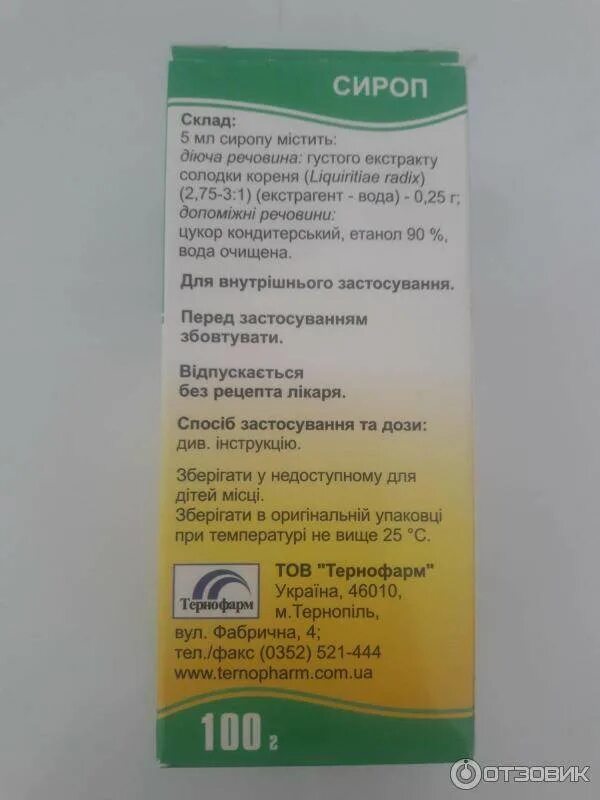 СИРОП
Склад:
5 мл сиропу містить:
діюча речовина: густого екстракту
солодки кореня (Liquiritiae radix)
(2,75-3:1) (екстрагент - вода) - 0,25 г;
допоміжні речовини:
цукор кондитерський, етанол 90 %,
вода очищена.
Для внутрішнього застосування.
Перед застосуванням
збовтувати.
Відпускається
без рецепта лікаря.
Спосіб застосування та дози:
див. інструкцію.
Зберігати у недоступному для
дітей місці.
Зберігати в оригінальній упаковці
при температурі не вище 25 °С.
Тернофарм
ТОВ "Тернофарм"
Україна, 46010,
м.Тернопіль,
вул. Фабрична, 4;
тел./факс (0352) 521-444
www.ternopharm.com.ua
100 г
ОТЗОВИК